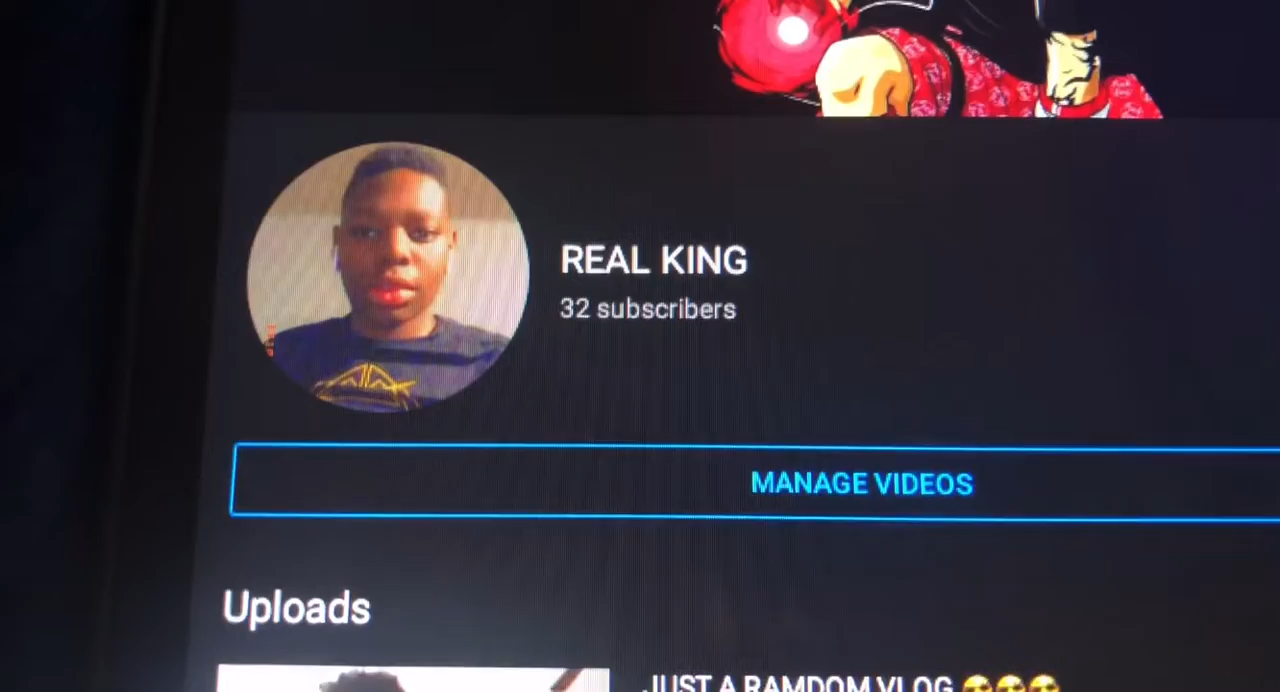 REAL KING
32 subscribers
MANAGE VIDEOS
Uploads
JUST A RAMDOM VLOG 😎😎😎